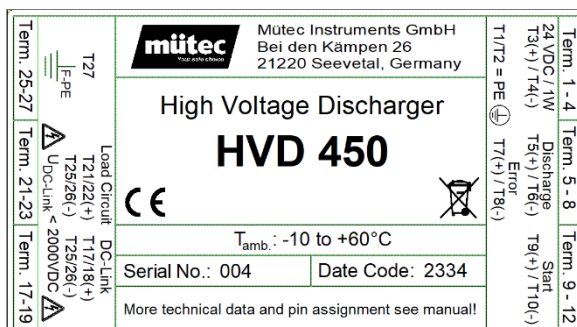 mütec
Your safe choice
Mütec Instruments GmbH
Bei den Kämpen 26
21220 Seevetal, Germany
High Voltage Discharger
HVD 450
CE
Tamb.: -10 to +60°C
Serial No.: 004
Date Code: 2334
More technical data and pin assignment see manual!
Term. 25-27
T27
F-PE
Term. 21-23
Load Circuit
T21/22(+)
T25/26(-)
UDC-Link < 2000VDC
Term. 17-19
DC-Link
T17/18(+)
T25/26(-)
Term. 1 - 4
24 VDC / 1W
T3(+) / T4(-)
T1/T2 = PE
Term. 5 - 8
Discharge
T5(+) / T6(-)
Error
T7(+) / T8(-)
Term. 9 - 12
Start
T9(+) / T10(-)